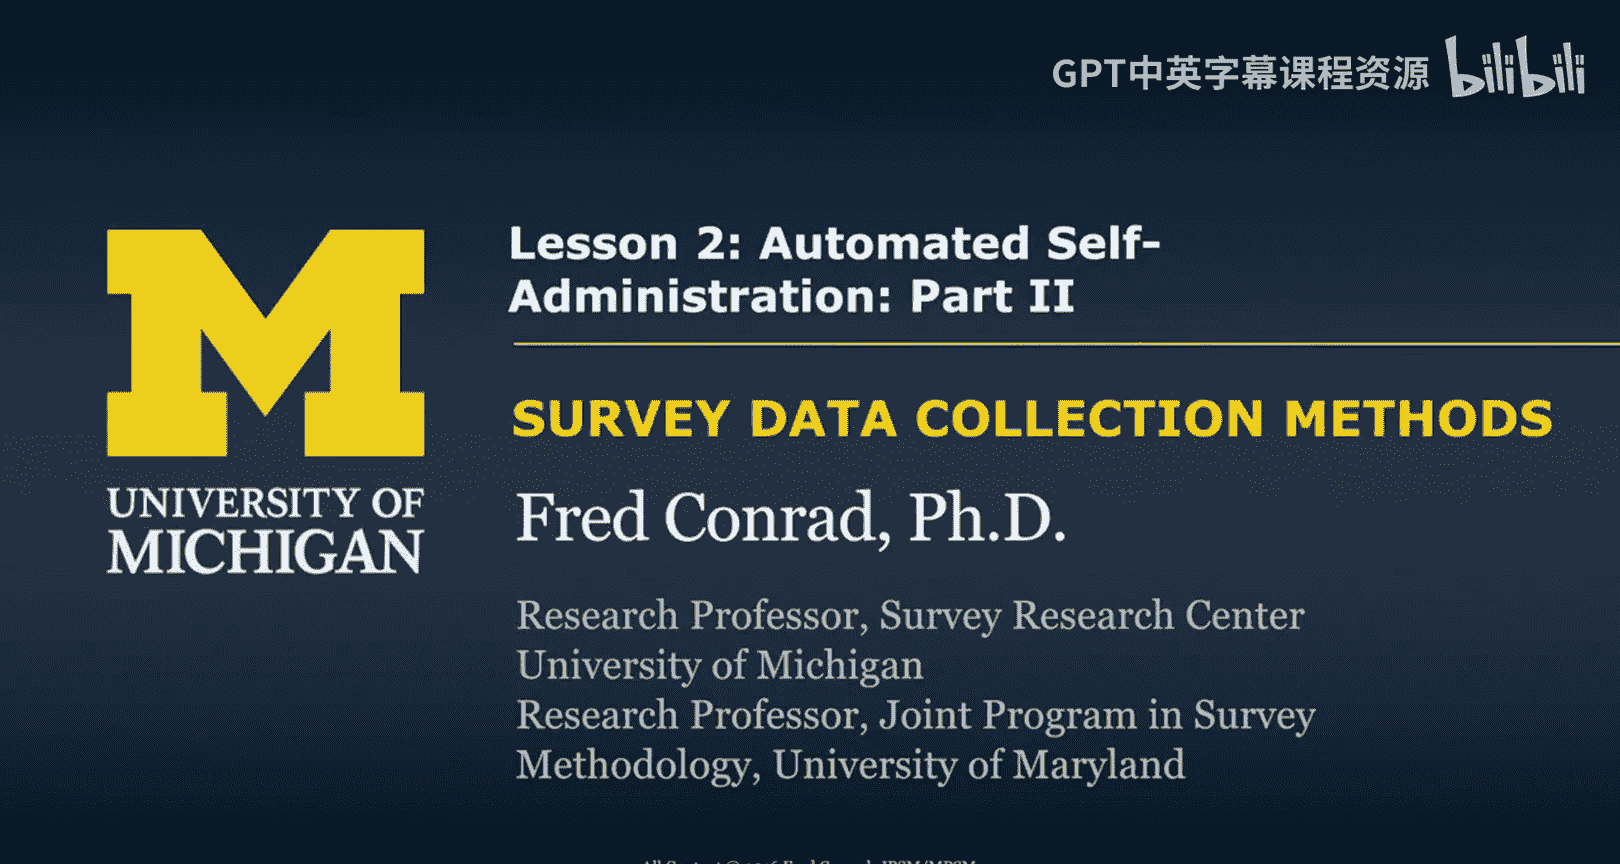 GPT中英字幕课程资源 bilibili
Lesson 2: Automated Self-
Administration: Part II
SURVEY DATA COLLECTION METHODS
Fred Conrad, Ph.D.
UNIVERSITY OF
MICHIGAN
Research Professor, Survey Research Center
University of Michigan
Research Professor, Joint Program in Survey
Methodology, University of Maryland